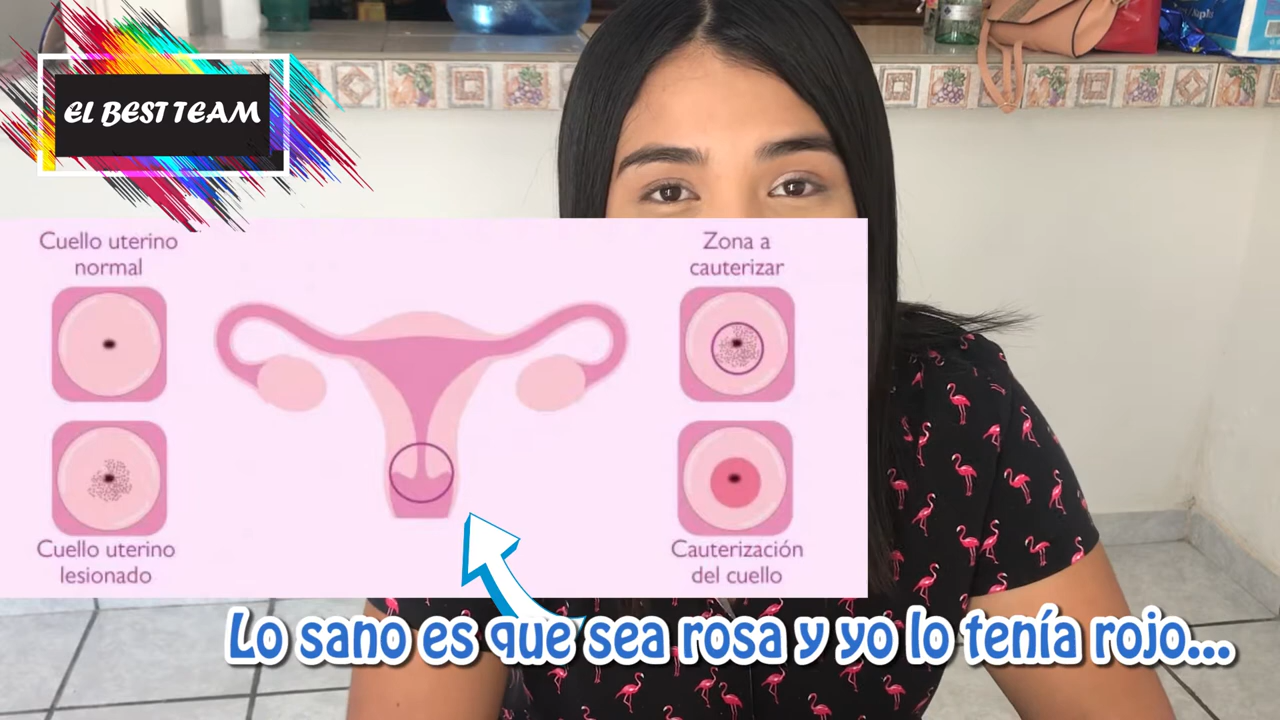 EL BEST TEAM
Cuello uterino
normal
Zona a
cauterizar
Cuello uterino
lesionado
Cauterización
del cuello
Lo sano es que sea rosa y yo lo tenía rojo...